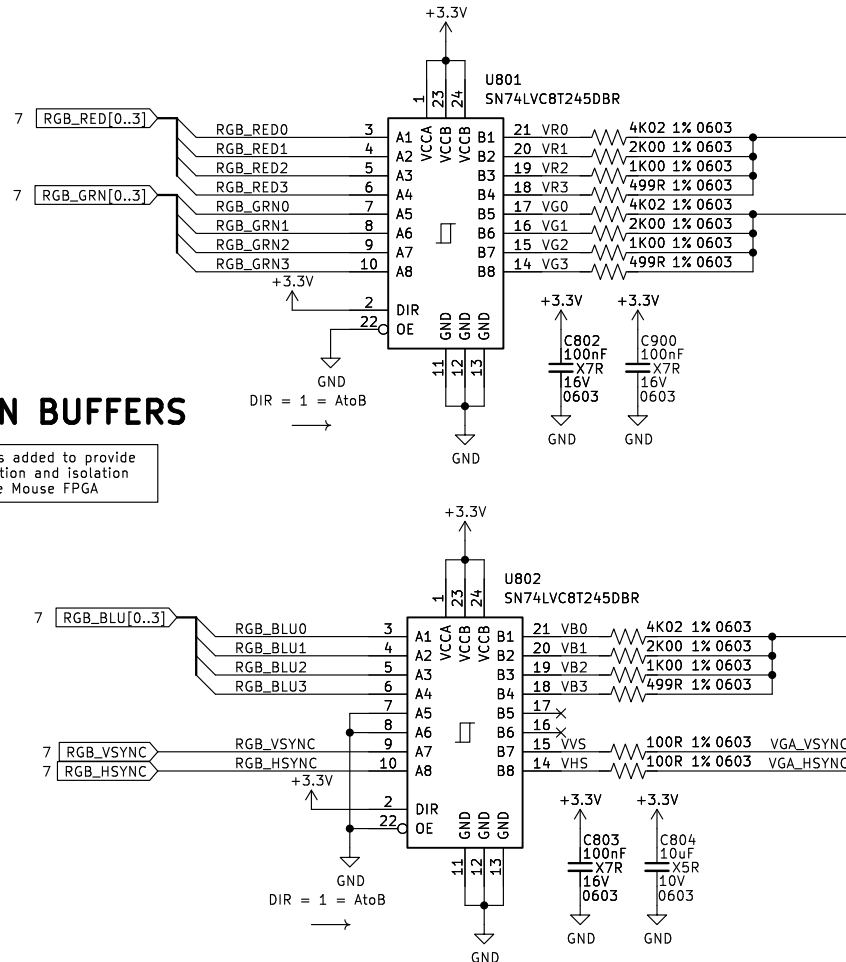 +3.3V
U801
SN74LVC8T245DBR
1 23 24
VCCA VCCB VCCB
7 RGB_RED[0..3]
RGB_RED0 3 A1 B1 21 VR0 4K02 1% 0603
RGB_RED1 4 A2 B2 20 VR1 2K00 1% 0603
RGB_RED2 5 A3 B3 19 VR2 1K00 1% 0603
RGB_RED3 6 A4 B4 18 VR3 499R 1% 0603
7 RGB_GRN[0..3]
RGB_GRN0 7 A5 B5 17 VG0 4K02 1% 0603
RGB_GRN1 8 A6 B6 16 VG1 2K00 1% 0603
RGB_GRN2 9 A7 B7 15 VG2 1K00 1% 0603
RGB_GRN3 10 A8 B8 14 VG3 499R 1% 0603
+3.3V
2 DIR
22 OE
GND GND GND
11 12 13
GND
DIR = 1 = AtoB
GND
+3.3V
C802
100nF
X7R
16V
0603
GND
+3.3V
C900
100nF
X7R
16V
0603
GND
N BUFFERS
s added to provide
tion and isolation
e Mouse FPGA
+3.3V
U802
SN74LVC8T245DBR
1 23 24
VCCA VCCB VCCB
7 RGB_BLU[0..3]
RGB_BLU0 3 A1 B1 21 VB0 4K02 1% 0603
RGB_BLU1 4 A2 B2 20 VB1 2K00 1% 0603
RGB_BLU2 5 A3 B3 19 VB2 1K00 1% 0603
RGB_BLU3 6 A4 B4 18 VB3 499R 1% 0603
7 A5 B5 17
8 A6 B6 16
7 RGB_VSYNC RGB_VSYNC 9 A7 B7 15 VVS 100R 1% 0603 VGA_VSYNC
7 RGB_HSYNC RGB_HSYNC 10 A8 B8 14 VHS 100R 1% 0603 VGA_HSYNC
+3.3V
2 DIR
22 OE
GND GND GND
11 12 13
GND
DIR = 1 = AtoB
GND
+3.3V
C803
100nF
X7R
16V
0603
GND
+3.3V
C804
10uF
X5R
10V
0603
GND